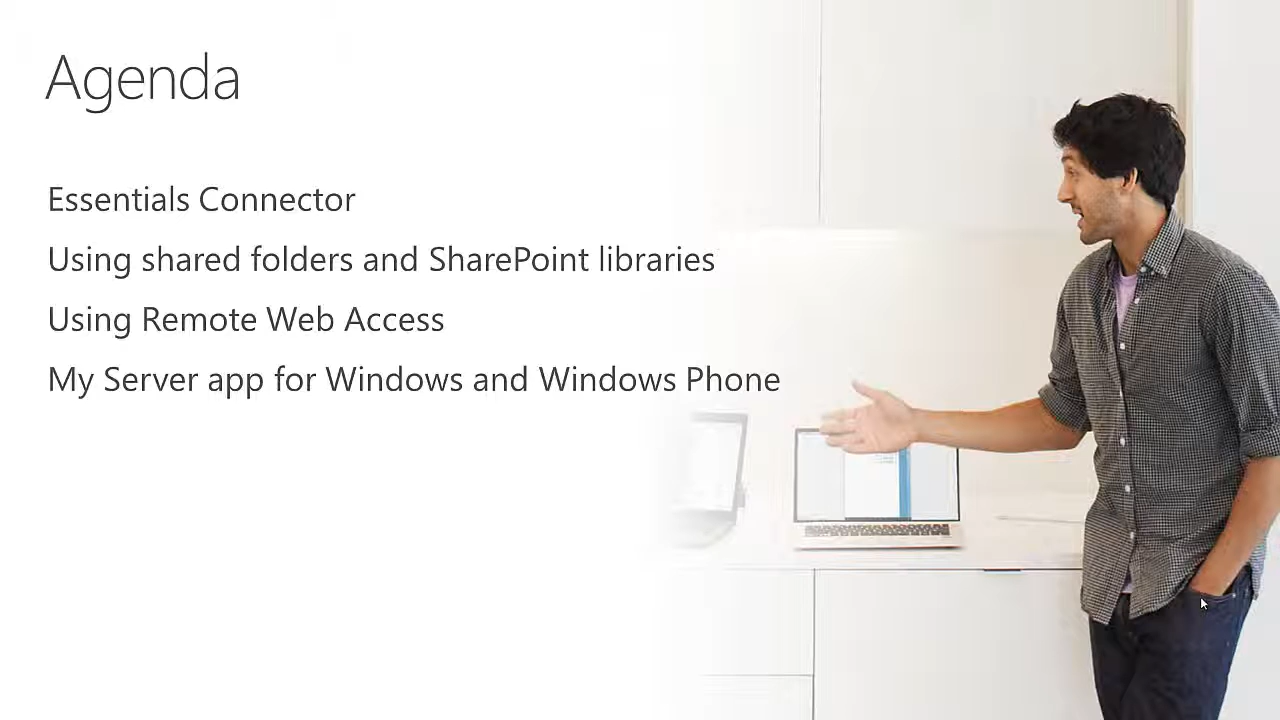 Agenda
Essentials Connector
Using shared folders and SharePoint libraries
Using Remote Web Access
My Server app for Windows and Windows Phone